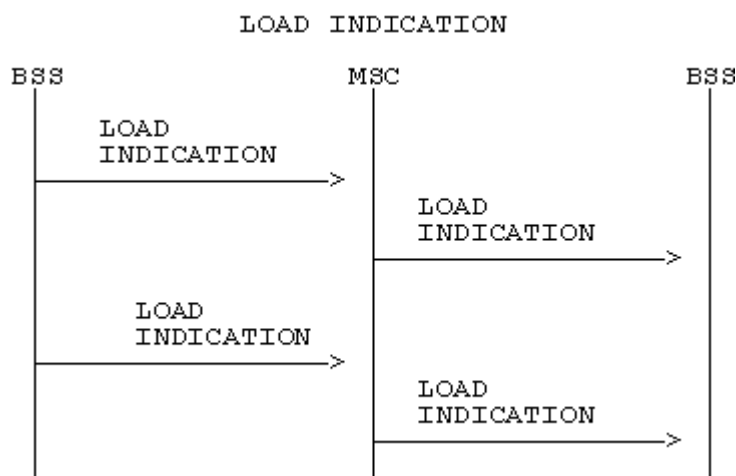 LOAD INDICATION
BSS MSC BSS
LOAD
INDICATION
LOAD
INDICATION
LOAD
INDICATION
LOAD
INDICATION